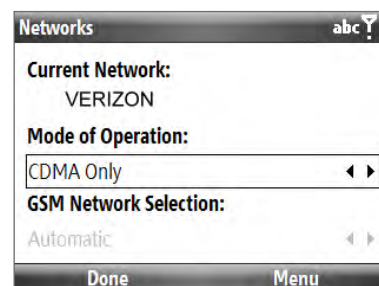 Networks abc
Current Network:
VERIZON
Mode of Operation:
CDMA Only
GSM Network Selection:
Automatic
Done Menu